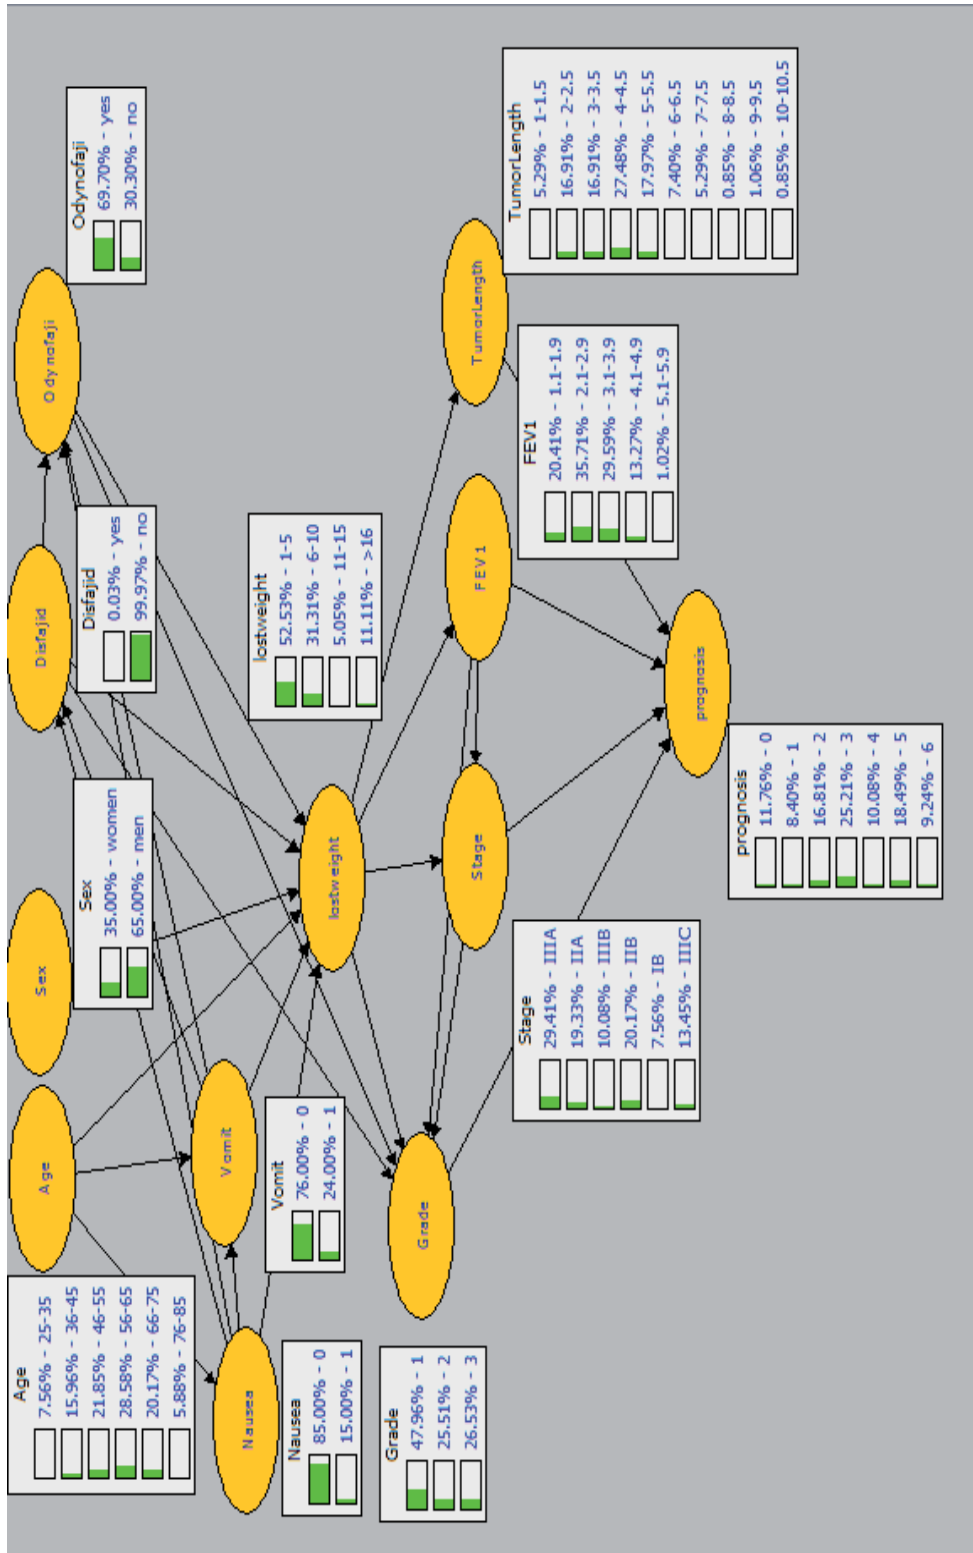 Age
7.56% - 25-35
15.96% - 36-45
21.85% - 46-55
28.58% - 56-65
20.17% - 66-75
5.88% - 76-85
Age
Sex
Sex
35.00% - women
65.00% - men
Disfajid
Disfajid
0.03% - yes
99.97% - no
Odynofaji
Odynofaji
69.70% - yes
30.30% - no
Nausea
Nausea
85.00% - 0
15.00% - 1
Vomit
Vomit
76.00% - 0
24.00% - 1
lostweight
lostweight
52.53% - 1-5
31.31% - 6-10
5.05% - 11-15
11.11% - >16
Grade
47.96% - 1
25.51% - 2
26.53% - 3
Grade
Stage
Stage
29.41% - IIIA
19.33% - IIA
10.08% - IIIB
20.17% - IIB
7.56% - IB
13.45% - IIIC
FEV1
FEV1
20.41% - 1.1-1.9
35.71% - 2.1-2.9
29.59% - 3.1-3.9
13.27% - 4.1-4.9
1.02% - 5.1-5.9
TumorLength
TumorLength
5.29% - 1-1.5
16.91% - 2-2.5
16.91% - 3-3.5
27.48% - 4-4.5
17.97% - 5-5.5
7.40% - 6-6.5
5.29% - 7-7.5
0.85% - 8-8.5
1.06% - 9-9.5
0.85% - 10-10.5
prognosis
prognosis
11.76% - 0
8.40% - 1
16.81% - 2
25.21% - 3
10.08% - 4
18.49% - 5
9.24% - 6